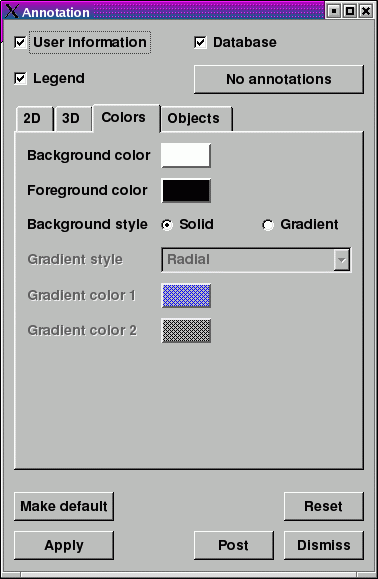 Annotation
User information
Database
Legend
No annotations
2D
3D
Colors
Objects
Background color
Foreground color
Background style
Solid
Gradient
Gradient style
Radial
Gradient color 1
Gradient color 2
Make default
Reset
Apply
Post
Dismiss